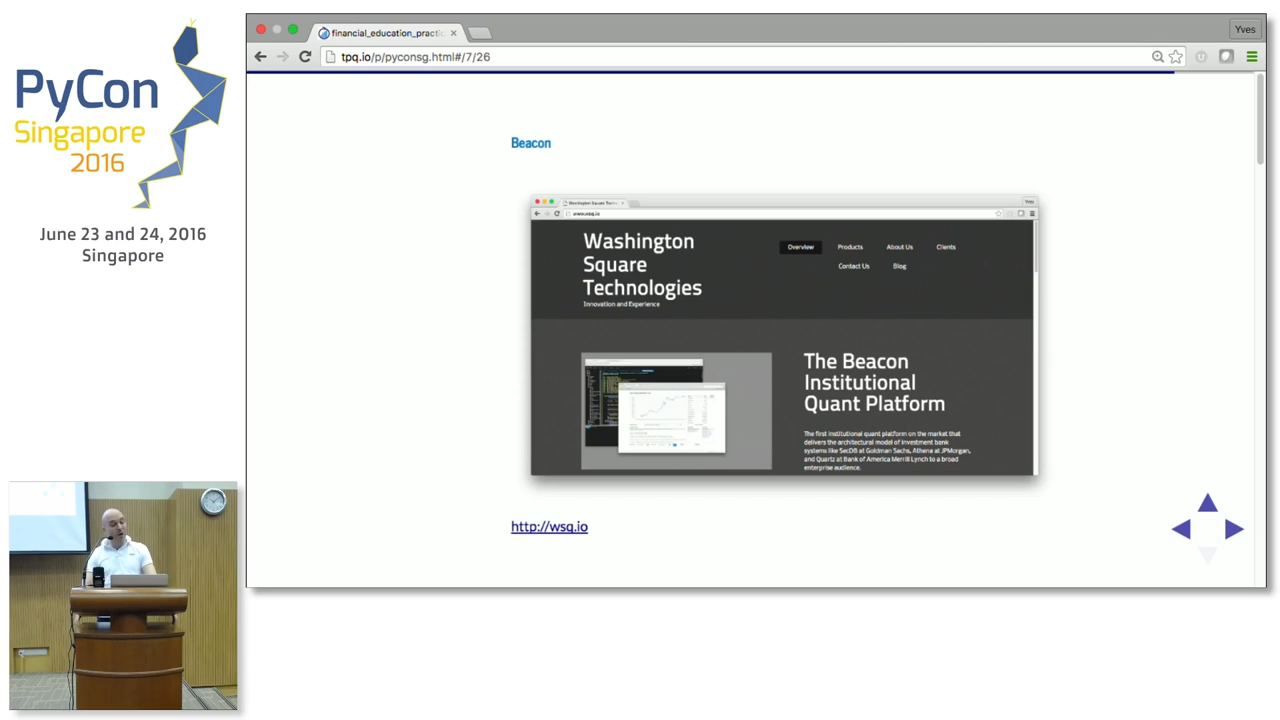 PyCon
Singapore
2016
June 23 and 24, 2016
Singapore
financial_education_practic
Yves
tpq.io/p/pyconsg.html#/7/26
Beacon
Yves
www.wsq.io
Washington
Square
Technologies
Innovation and Experience
Overview
Products
About Us
Clients
Contact Us
Blog
The Beacon
Institutional
Quant Platform
The first institutional quant platform on the market that
delivers the architectural model of investment bank
systems like SecDB at Goldman Sachs, Athena at JPMorgan,
and Quartz at Bank of America Merrill Lynch to a broad
enterprise audience.
http://wsq.io